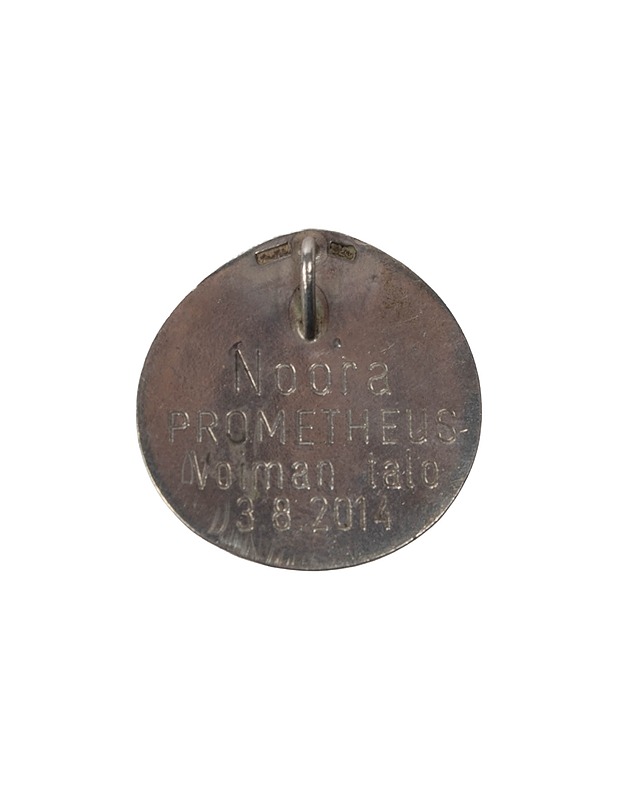 Noora
PROMETHEUS
Voiman talo
3.8.2014